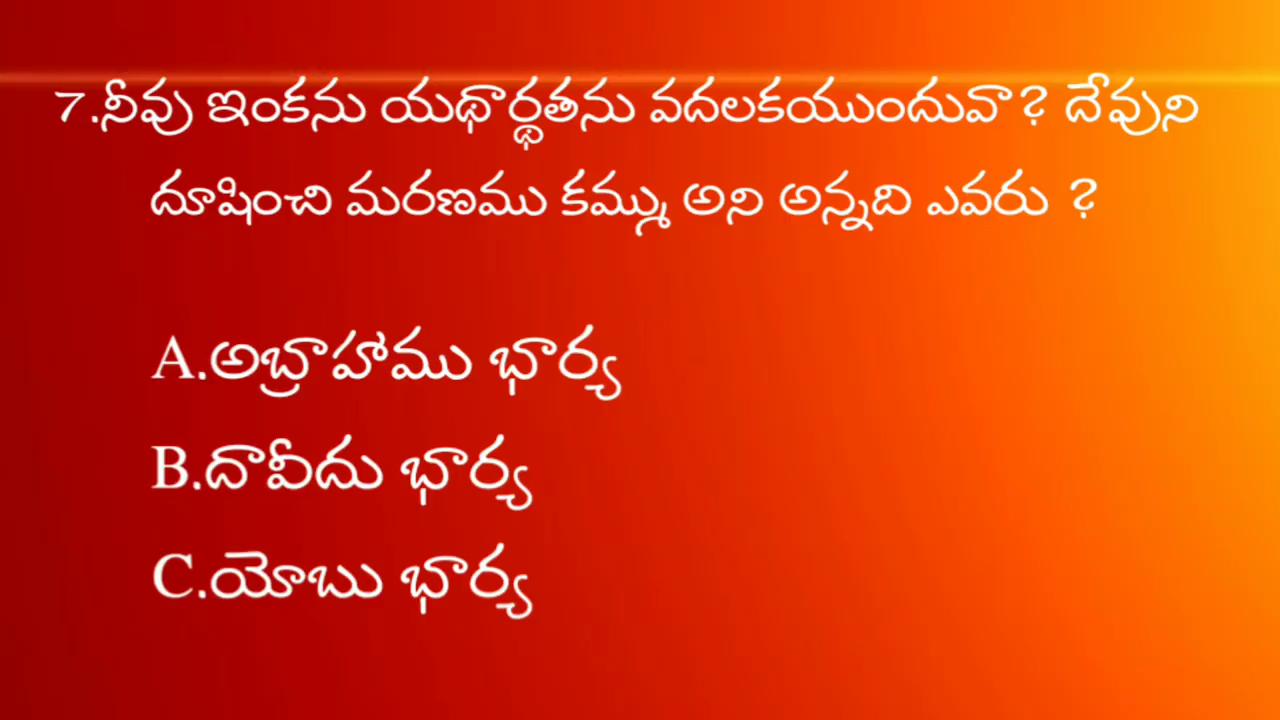 7.నీవు ఇంకను యథార్థతను వదలకయుందువా? దేవుని
దూషించి మరణము కమ్ము అని అన్నది ఎవరు ?
A.అబ్రాహాము భార్య
B.దావీదు భార్య
C.యోబు భార్య